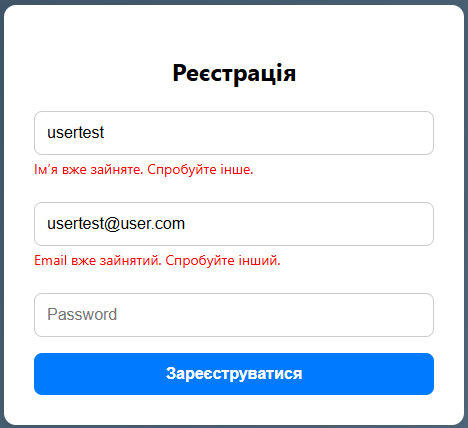 Реєстрація
usertest
Ім’я вже зайняте. Спробуйте інше.
usertest@user.com
Email вже зайнятий. Спробуйте інший.
Password
Зареєструватися